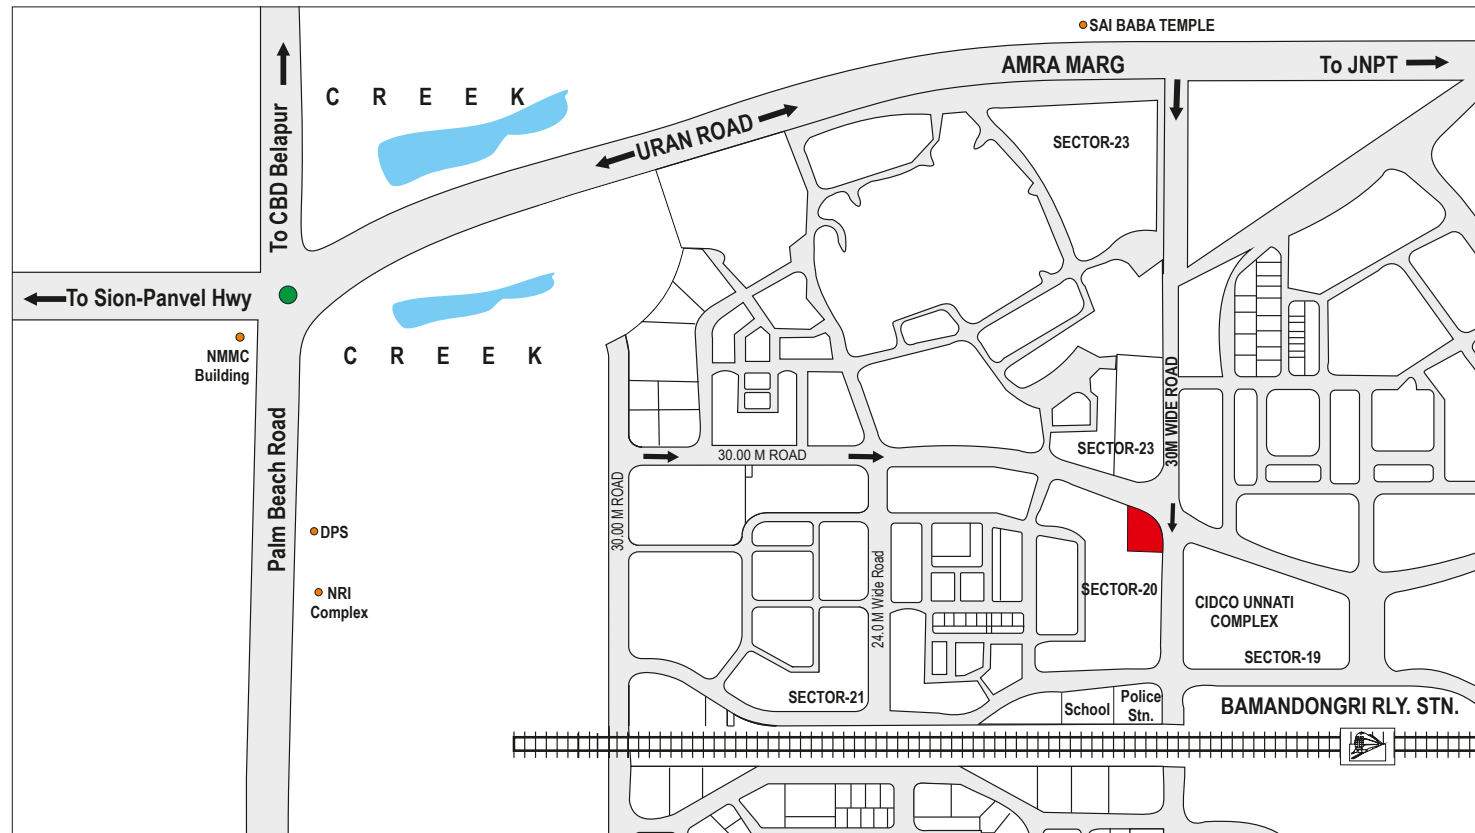 SAI BABA TEMPLE
AMRA MARG
To JNPT
C R E E K
URAN ROAD
To CBD Belapur
SECTOR-23
To Sion-Panvel Hwy
NMMC
Building
C R E E K
Palm Beach Road
30M WIDE ROAD
SECTOR-23
30.00 M ROAD
30.00 M ROAD
DPS
NRI
Complex
24.0 M Wide Road
SECTOR-20
CIDCO UNNATI
COMPLEX
SECTOR-19
SECTOR-21
School
Police
Stn.
BAMANDONGRI RLY. STN.